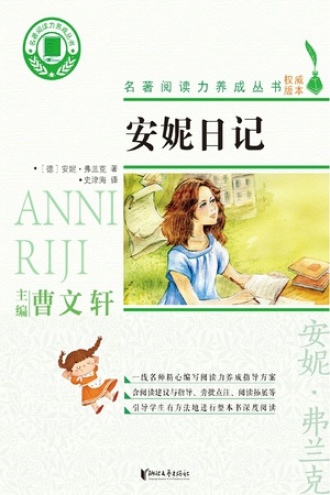 名著阅读力养成丛书
名著阅读力养成丛书
权威
版本
安妮日记
[德]安妮·弗兰克 著
史津海 译
ANNI
RIJI
主编 曹文轩
安妮·弗兰克
一线名师精心编写阅读力养成指导方案
含阅读建议与指导、旁批点注、阅读拓展等
引导学生有方法地进行整本书深度阅读
浙江文艺出版社